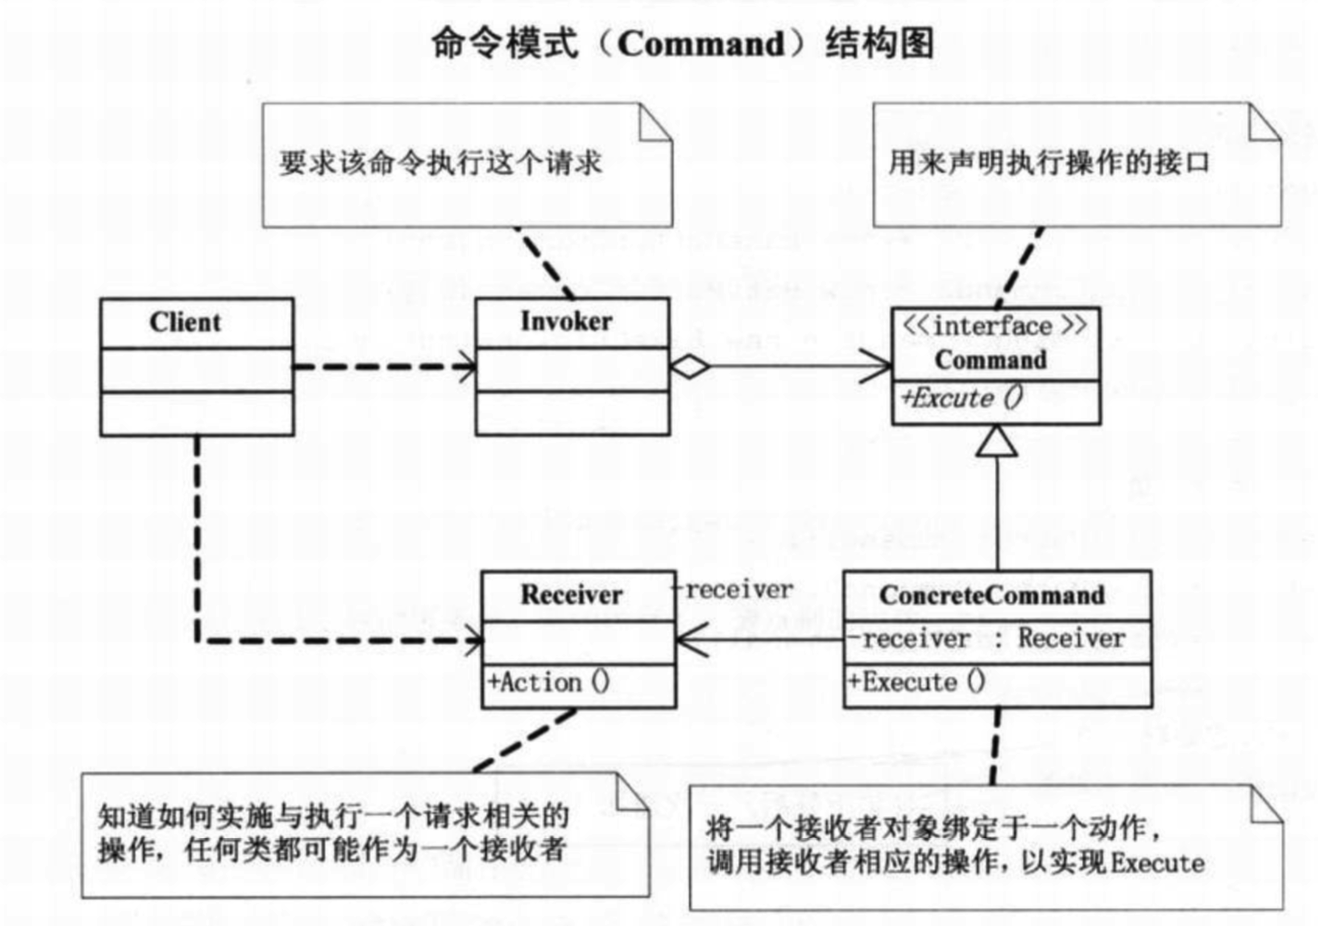 命令模式（Command）结构图
要求该命令执行这个请求
用来声明执行操作的接口
Client
Invoker
<<interface >>
Command
+Excute()
Receiver
-receiver
ConcreteCommand
-receiver : Receiver
+Action()
+Execute()
知道如何实施与执行一个请求相关的
操作，任何类都可能作为一个接收者
将一个接收者对象绑定于一个动作，
调用接收者相应的操作，以实现Execute